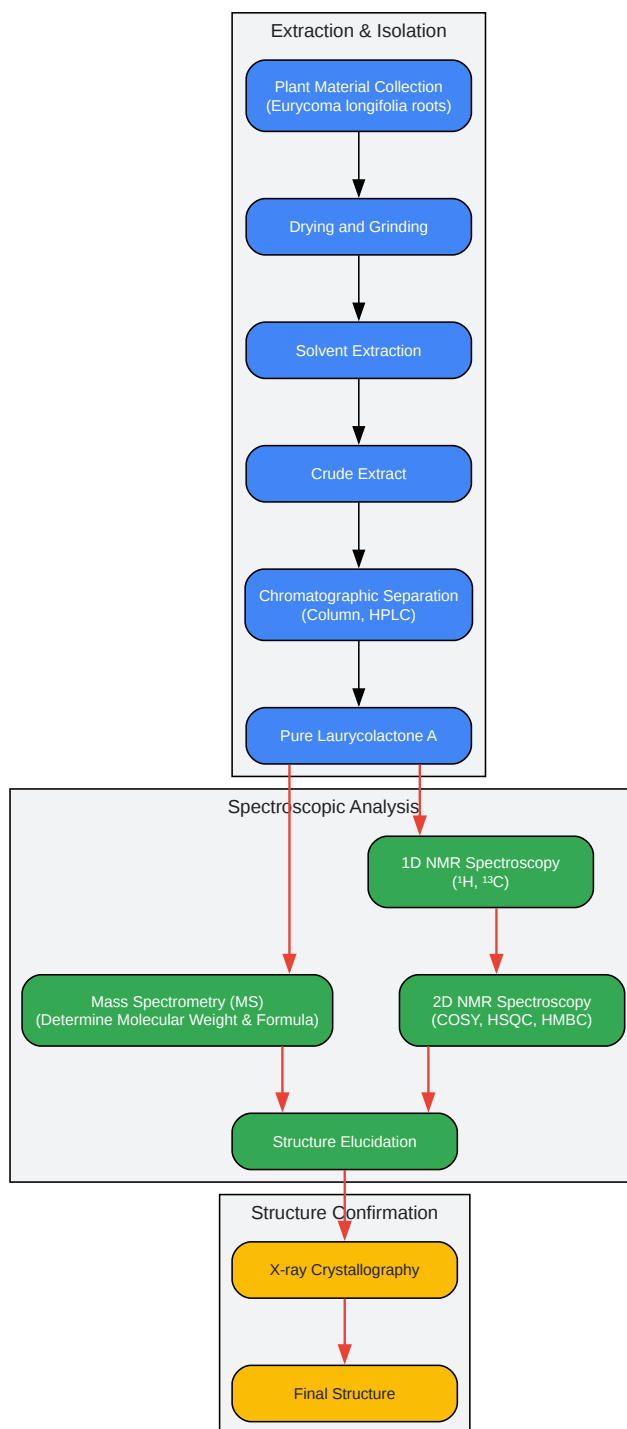 Extraction & Isolation
Plant Material Collection
(Eurycoma longifolia roots)
Drying and Grinding
Solvent Extraction
Crude Extract
Chromatographic Separation
(Column, HPLC)
Pure Laurycolactone A
Spectroscopic Analysis
1D NMR Spectroscopy
(¹H, ¹³C)
Mass Spectrometry (MS)
(Determine Molecular Weight & Formula)
2D NMR Spectroscopy
(COSY, HSQC, HMBC)
Structure Elucidation
Structure Confirmation
X-ray Crystallography
Final Structure